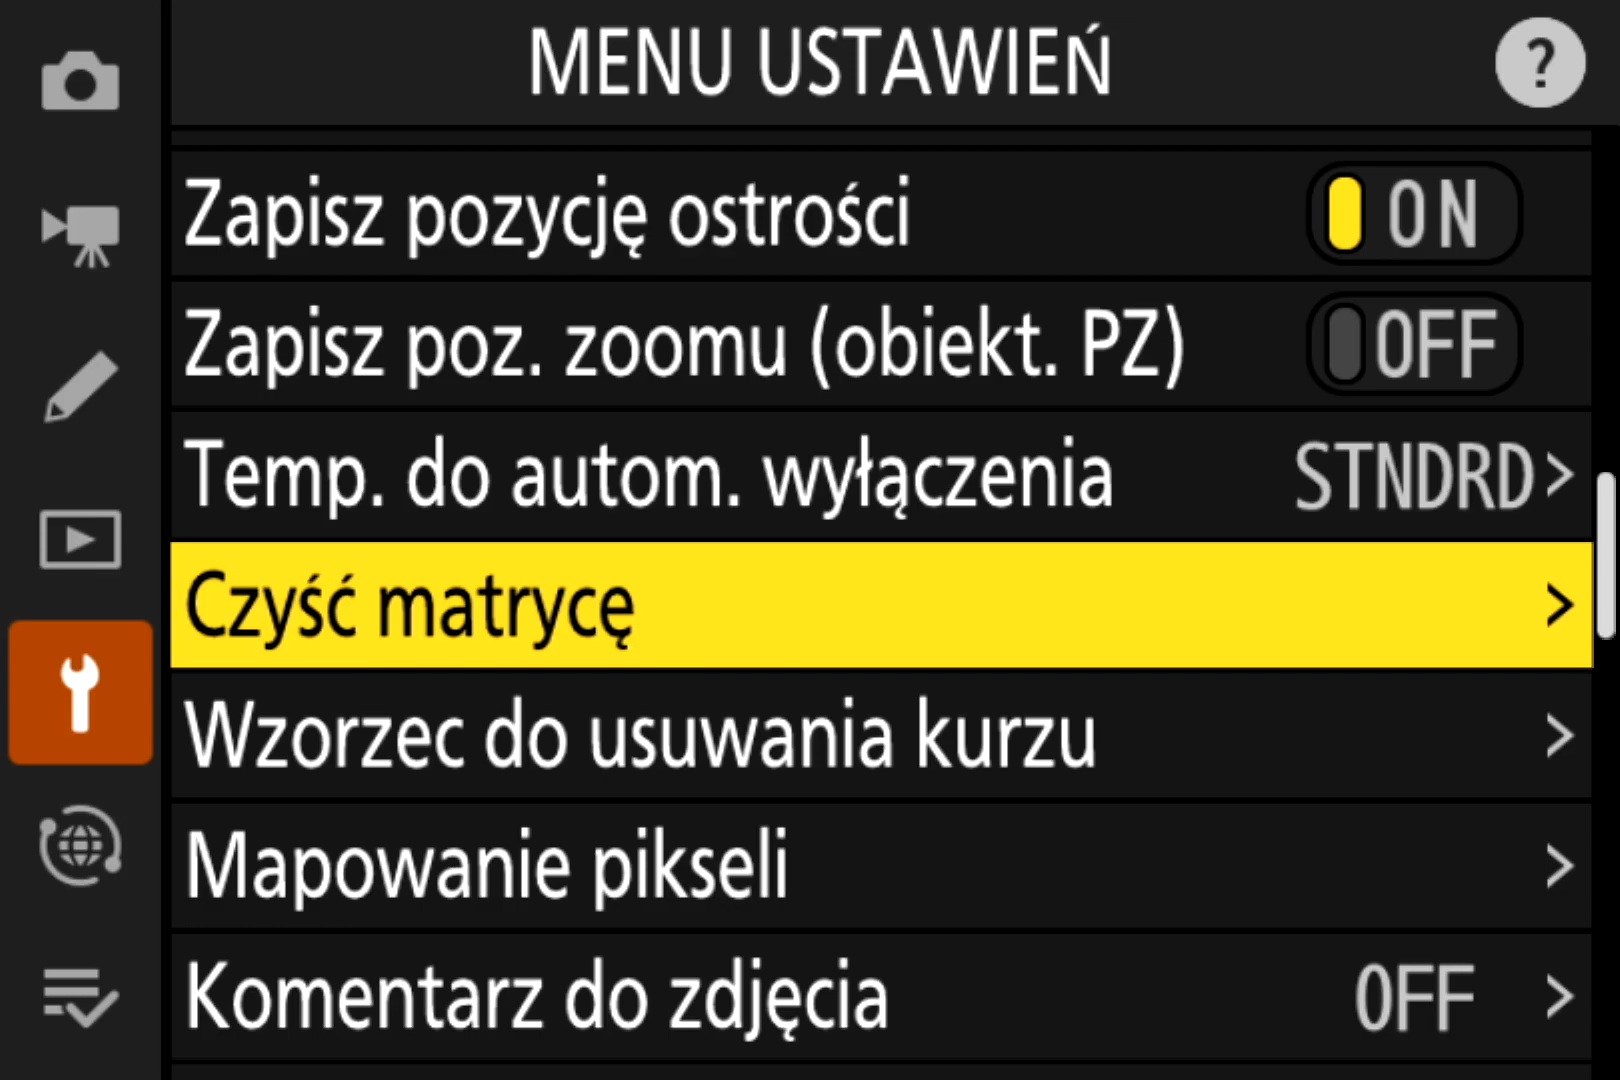 MENU USTAWIEŃ
?
Zapisz pozycję ostrości ON
Zapisz poz. zoomu (obiekt. PZ) OFF
Temp. do autom. wyłączenia STNDRD>
Czyść matrycę >
Wzorzec do usuwania kurzu >
Mapowanie pikseli >
Komentarz do zdjęcia OFF >